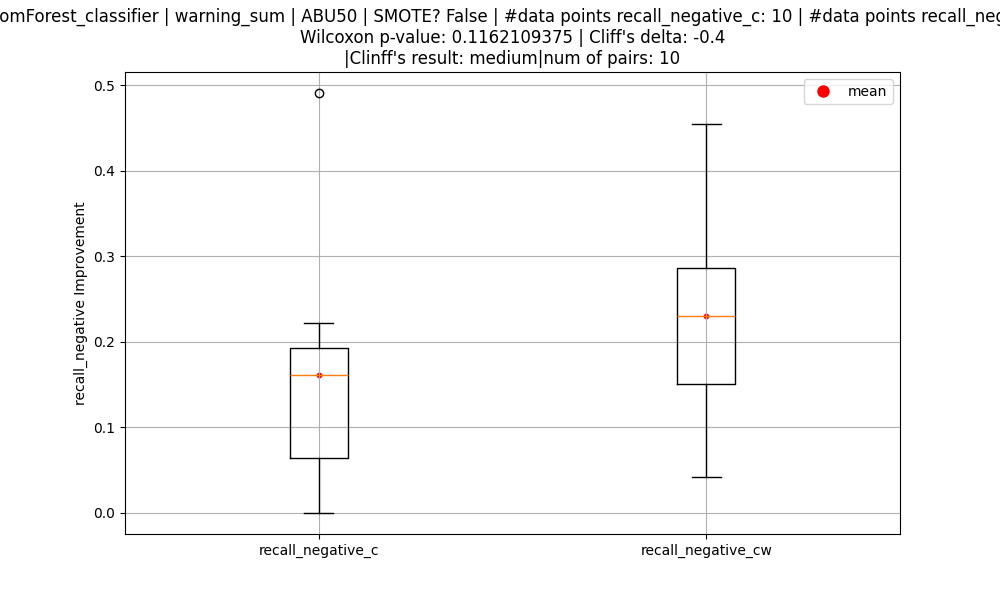 omForest_classifier | warning_sum | ABU50 | SMOTE? False | #data points recall_negative_c: 10 | #data points recall_neg
Wilcoxon p-value: 0.1162109375 | Cliff's delta: -0.4
|Clinff's result: medium|num of pairs: 10
mean
0.5
0.4
0.3
0.2
0.1
0.0
recall_negative Improvement
recall_negative_c
recall_negative_cw